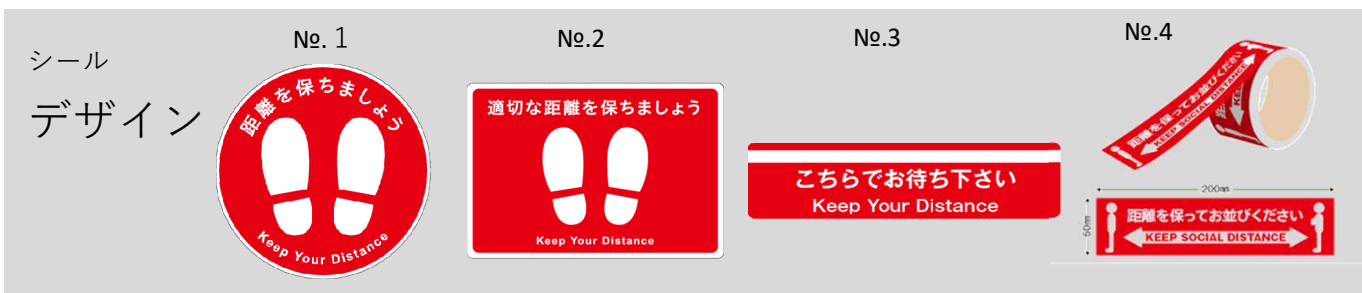 シール
デザイン
№. 1
距離を保ちましょう
Keep Your Distance
№.2
適切な距離を保ちましょう
Keep Your Distance
№.3
こちらでお待ち下さい
Keep Your Distance
№.4
距離を保ってお並びください
KEEP SOCIAL DISTANCE
KE
200㎜
50㎜
距離を保ってお並びください
KEEP SOCIAL DISTANCE